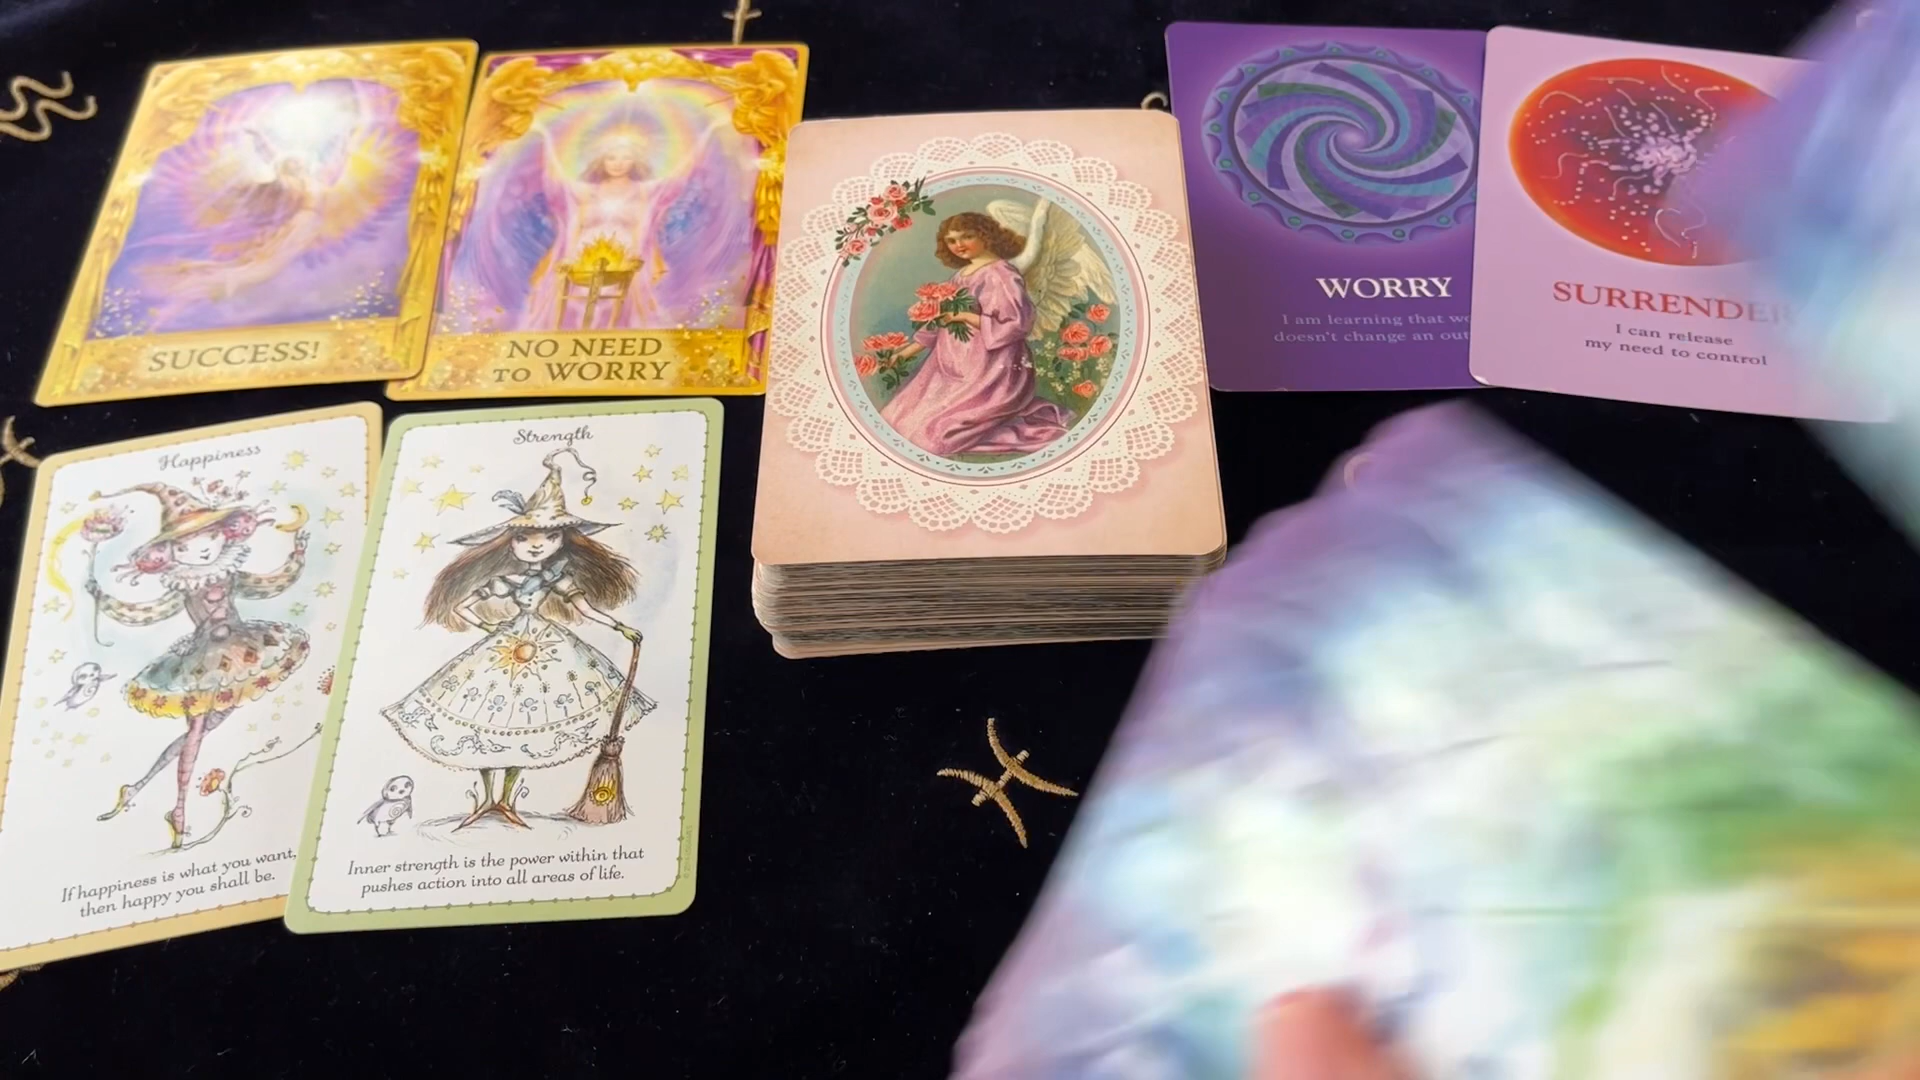 SUCCESS!
NO NEED
TO WORRY
WORRY
I am learning that
doesn't change an
SURRENDER
I can release
my need to control
Happiness
If happiness is what you want,
then happy you shall be.
Strength
Inner strength is the power within that
pushes action into all areas of life.